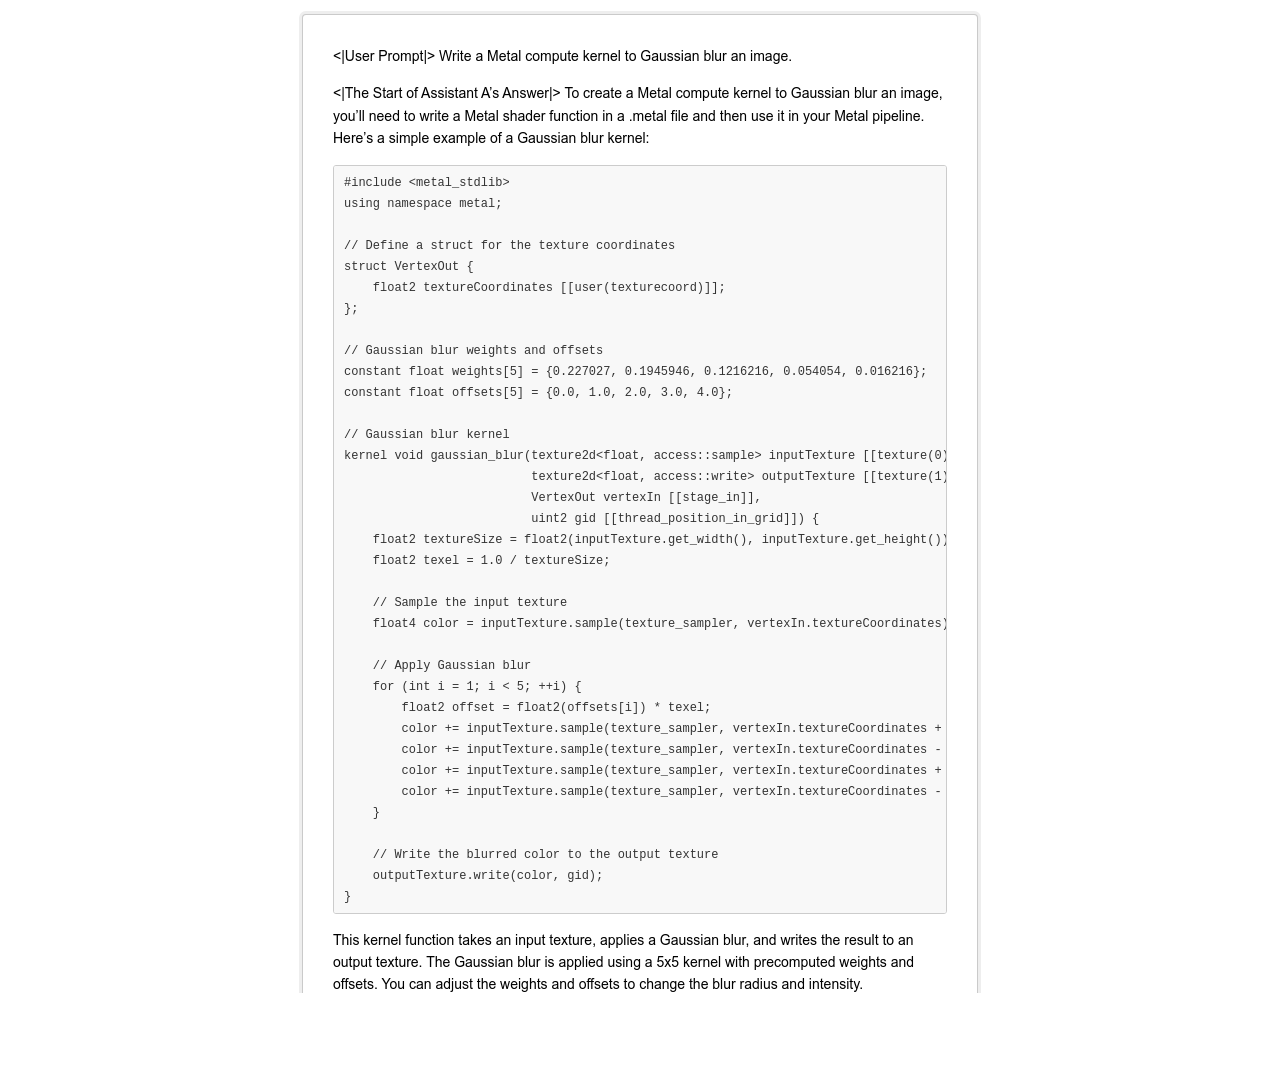 <|User Prompt|> Write a Metal compute kernel to Gaussian blur an image.
<|The Start of Assistant A’s Answer|> To create a Metal compute kernel to Gaussian blur an image,
you’ll need to write a Metal shader function in a .metal file and then use it in your Metal pipeline.
Here’s a simple example of a Gaussian blur kernel:
#include <metal_stdlib>
using namespace metal;
// Define a struct for the texture coordinates
struct VertexOut {
    float2 textureCoordinates [[user(texturecoord)]];
};
// Gaussian blur weights and offsets
constant float weights[5] = {0.227027, 0.1945946, 0.1216216, 0.054054, 0.016216};
constant float offsets[5] = {0.0, 1.0, 2.0, 3.0, 4.0};
// Gaussian blur kernel
kernel void gaussian_blur(texture2d<float, access::sample> inputTexture [[texture(0)
                          texture2d<float, access::write> outputTexture [[texture(1)
                          VertexOut vertexIn [[stage_in]],
                          uint2 gid [[thread_position_in_grid]]) {
    float2 textureSize = float2(inputTexture.get_width(), inputTexture.get_height())
    float2 texel = 1.0 / textureSize;
    // Sample the input texture
    float4 color = inputTexture.sample(texture_sampler, vertexIn.textureCoordinates)
    // Apply Gaussian blur
    for (int i = 1; i < 5; ++i) {
        float2 offset = float2(offsets[i]) * texel;
        color += inputTexture.sample(texture_sampler, vertexIn.textureCoordinates +
        color += inputTexture.sample(texture_sampler, vertexIn.textureCoordinates -
        color += inputTexture.sample(texture_sampler, vertexIn.textureCoordinates +
        color += inputTexture.sample(texture_sampler, vertexIn.textureCoordinates -
    }
    // Write the blurred color to the output texture
    outputTexture.write(color, gid);
}
This kernel function takes an input texture, applies a Gaussian blur, and writes the result to an
output texture. The Gaussian blur is applied using a 5x5 kernel with precomputed weights and
offsets. You can adjust the weights and offsets to change the blur radius and intensity.